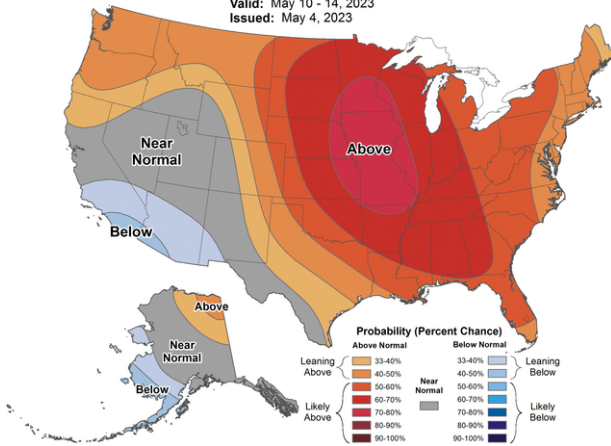 Valid: May 10 - 14, 2023
Issued: May 4, 2023
Near
Normal
Above
Below
Above
Near
Normal
Below
Probability (Percent Chance)
Above Normal
Below Normal
Leaning
Above
33-40%
40-50%
Likely
Above
50-60%
60-70%
70-80%
80-90%
90-100%
Near
Normal
33-40%
40-50%
Leaning
Below
50-60%
60-70%
70-80%
80-90%
90-100%
Likely
Below